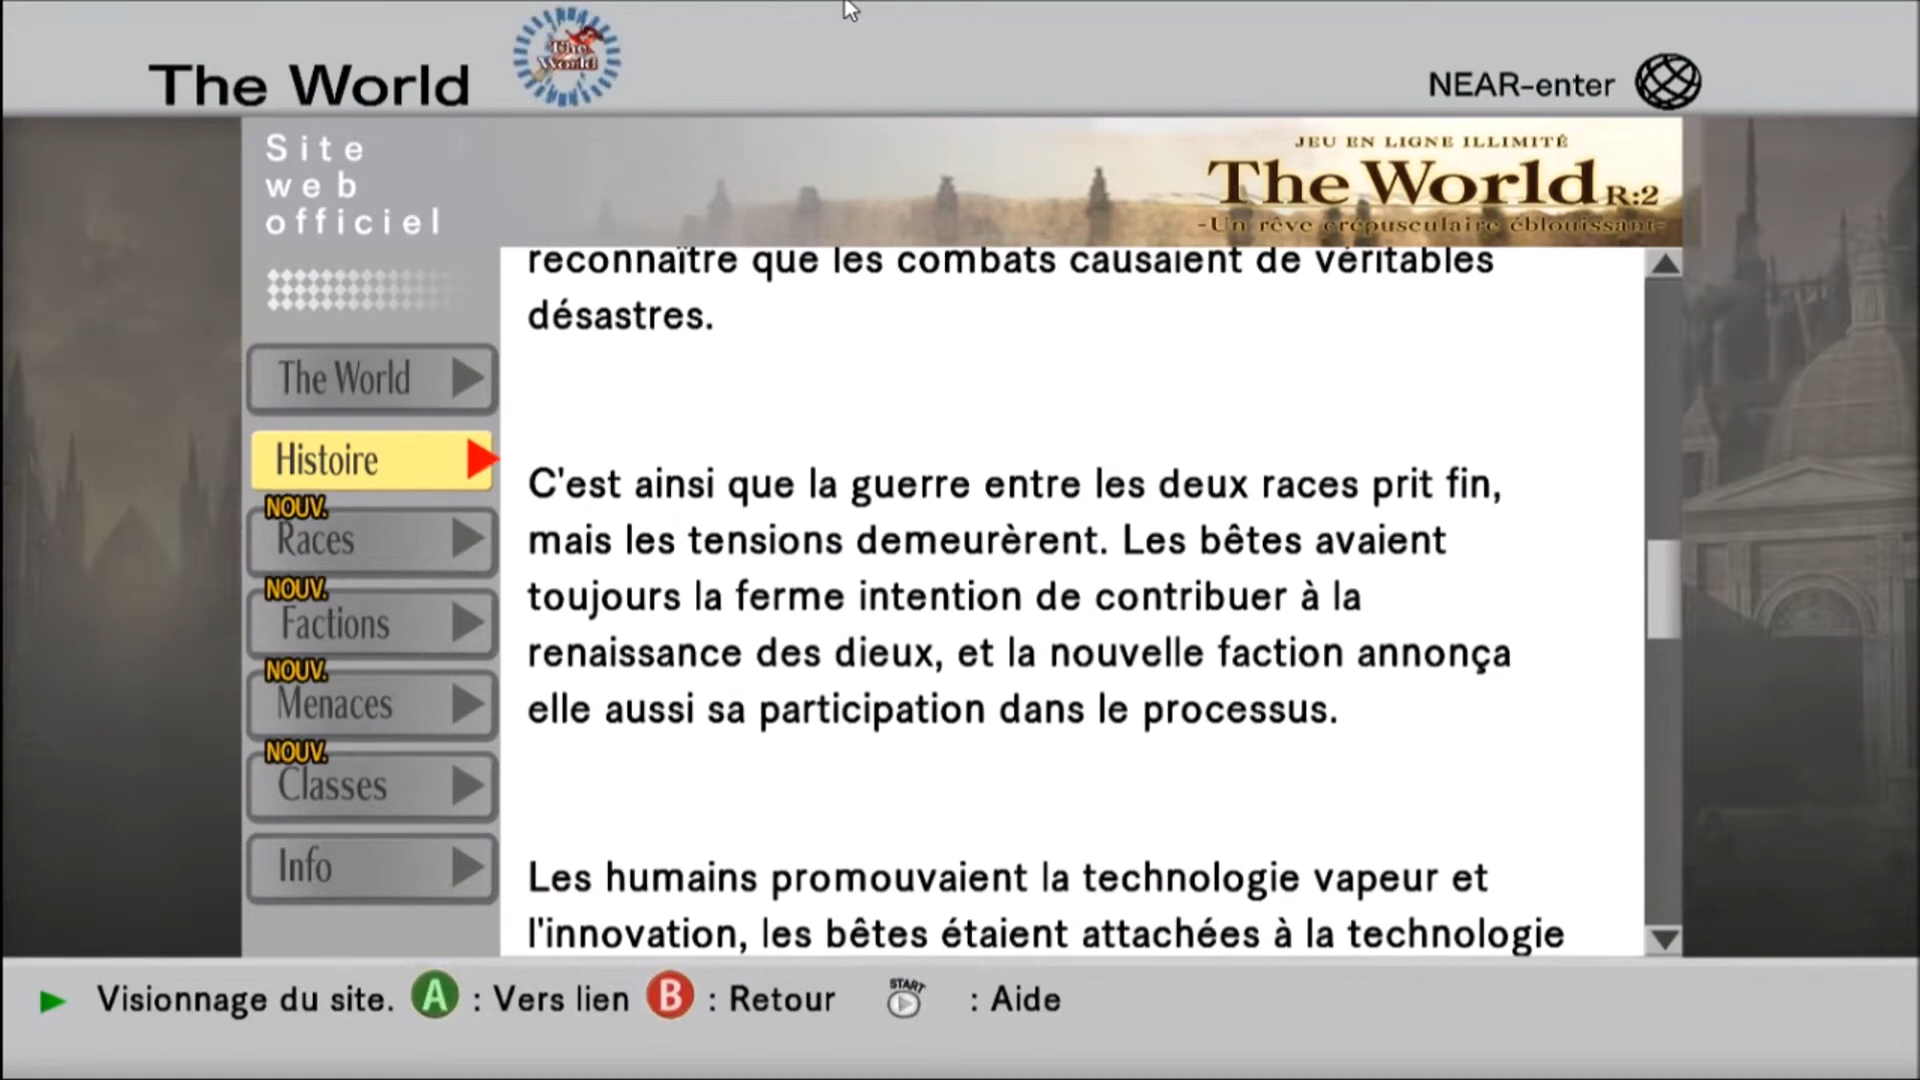 The World
The World
NEAR-enter
Site
web
officiel
JEU EN LIGNE ILLIMITÉ
The World R:2
-Un rêve crépusculaire éblouissant-
The World
Histoire
NOUV.
Races
NOUV.
Factions
NOUV.
Menaces
NOUV.
Classes
Info
reconnaître que les combats causaient de véritables
désastres.
C'est ainsi que la guerre entre les deux races prit fin,
mais les tensions demeurèrent. Les bêtes avaient
toujours la ferme intention de contribuer à la
renaissance des dieux, et la nouvelle faction annonça
elle aussi sa participation dans le processus.
Les humains promouvaient la technologie vapeur et
l'innovation, les bêtes étaient attachées à la technologie
Visionnage du site. A : Vers lien B : Retour START : Aide